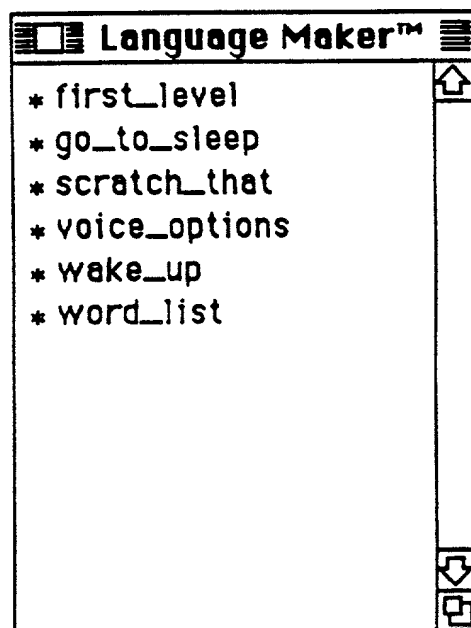 Language Maker™
* first_level
* go_to_sleep
* scratch_that
* voice_options
* wake_up
* word_list